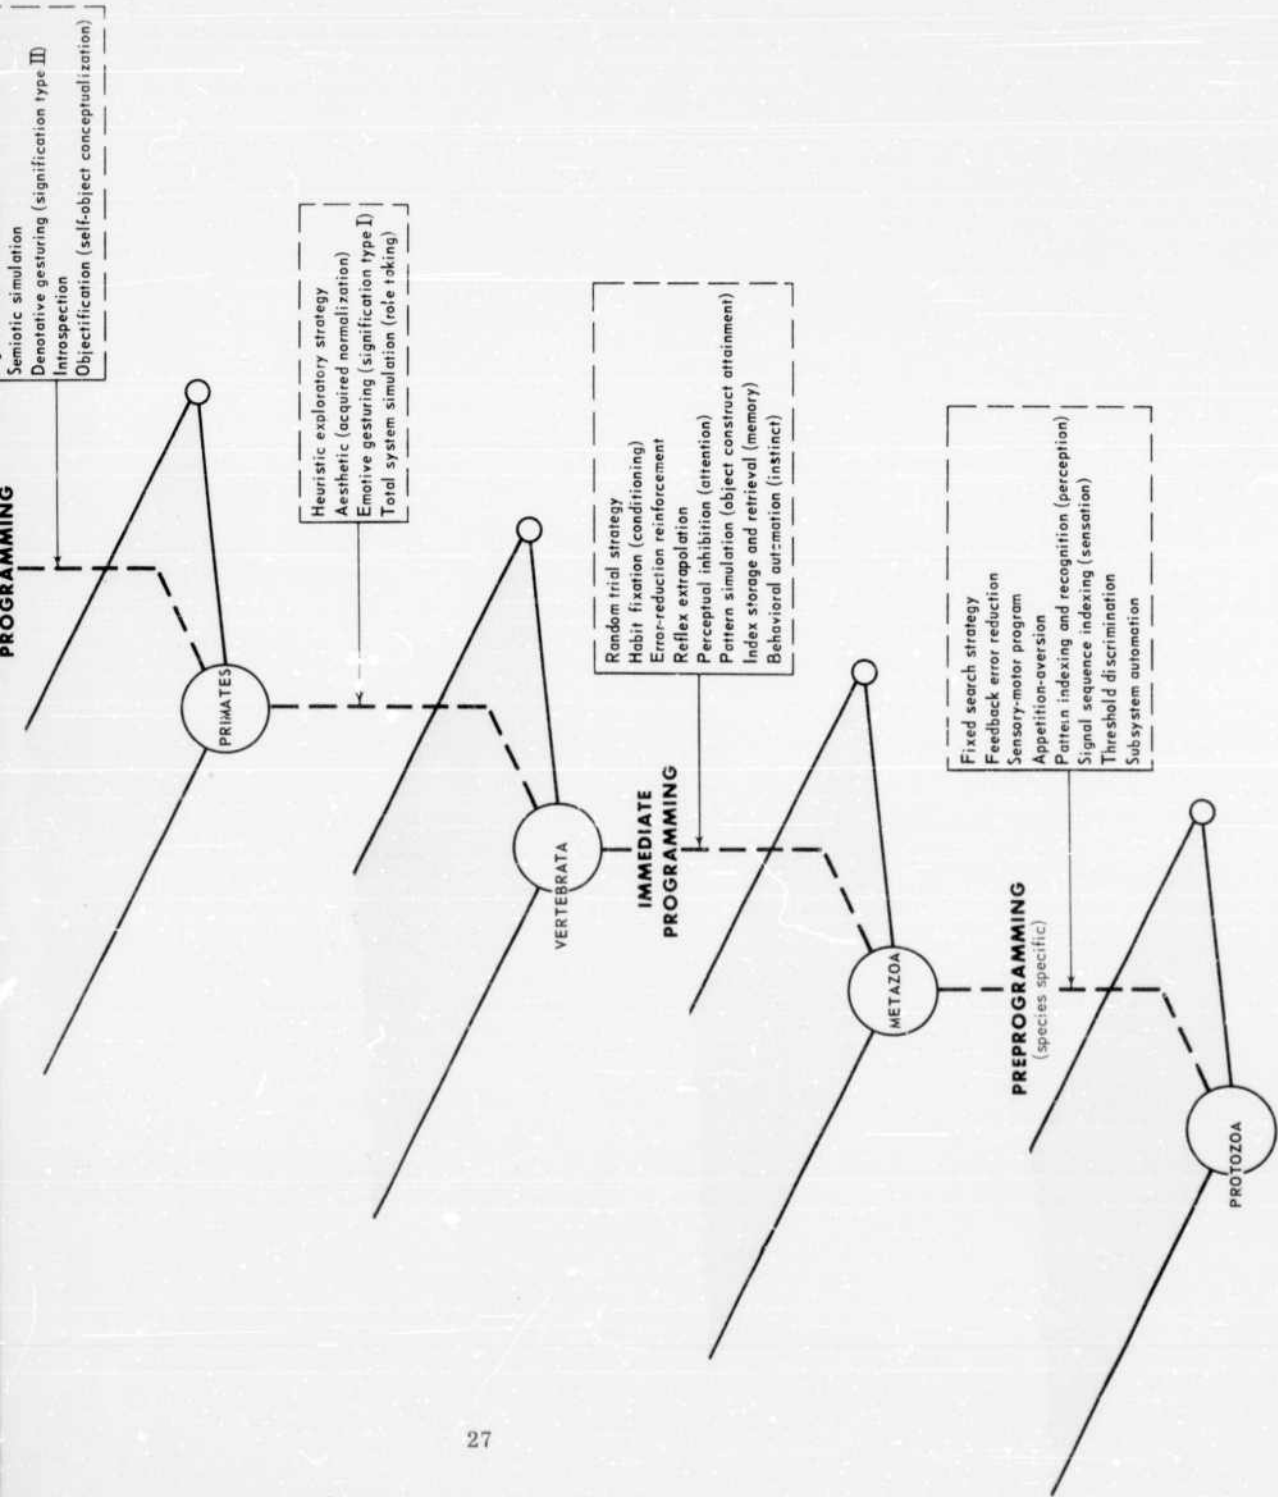 PROGRAMMING
Semiotic simulation
Denotative gesturing (signification type II)
Introspection
Objectification (self-object conceptualization)
PRIMATES
Heuristic exploratory strategy
Aesthetic (acquired normalization)
Emotive gesturing (signification type I)
Total system simulation (role taking)
VERTEBRATA
IMMEDIATE
PROGRAMMING
Random trial strategy
Habit fixation (conditioning)
Error-reduction reinforcement
Reflex extrapolation
Perceptual inhibition (attention)
Pattern simulation (object construct attainment)
Index storage and retrieval (memory)
Behavioral automation (instinct)
METAZOA
PREPROGRAMMING
(species specific)
Fixed search strategy
Feedback error reduction
Sensory-motor program
Appetition-aversion
Pattern indexing and recognition (perception)
Signal sequence indexing (sensation)
Threshold discrimination
Subsystem automation
PROTOZOA
27